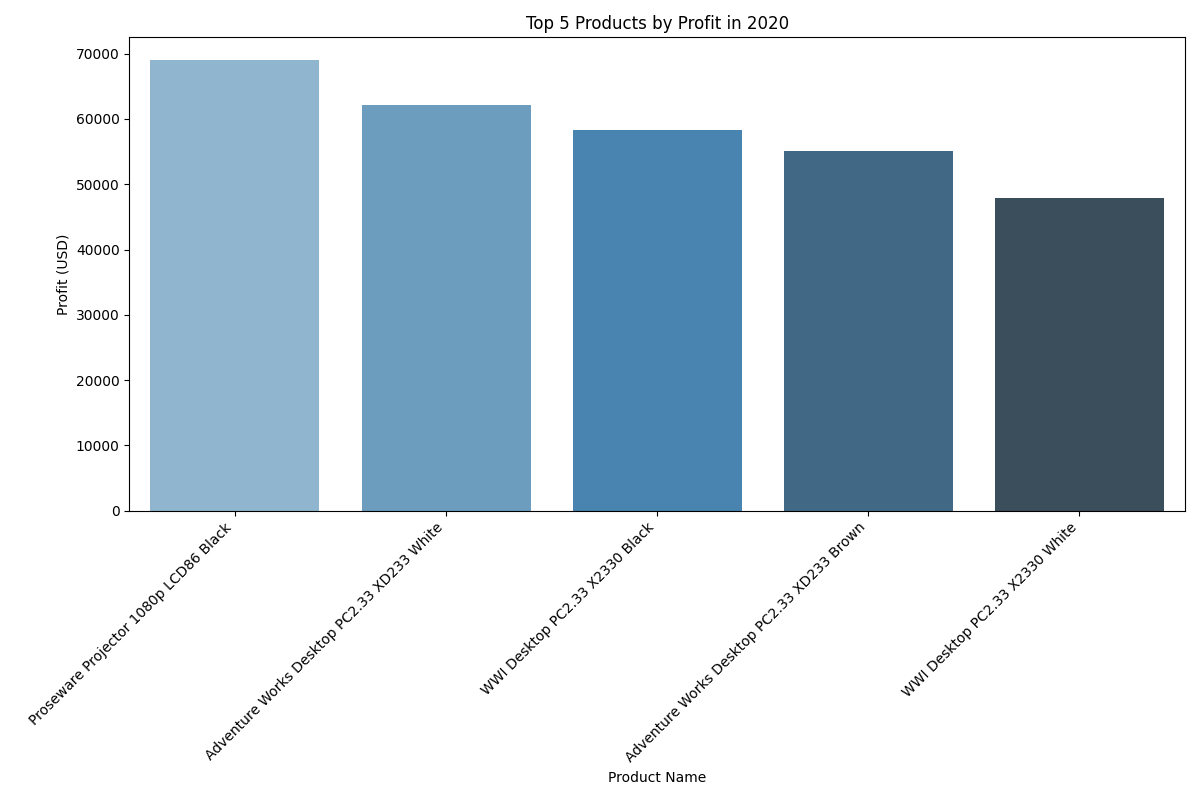 Top 5 Products by Profit in 2020
70000
60000
50000
40000
30000
20000
10000
0
Profit (USD)
Proseware Projector 1080p LCD86 Black
Adventure Works Desktop PC2.33 XD233 White
WWI Desktop PC2.33 X2330 Black
Adventure Works Desktop PC2.33 XD233 Brown
WWI Desktop PC2.33 X2330 White
Product Name